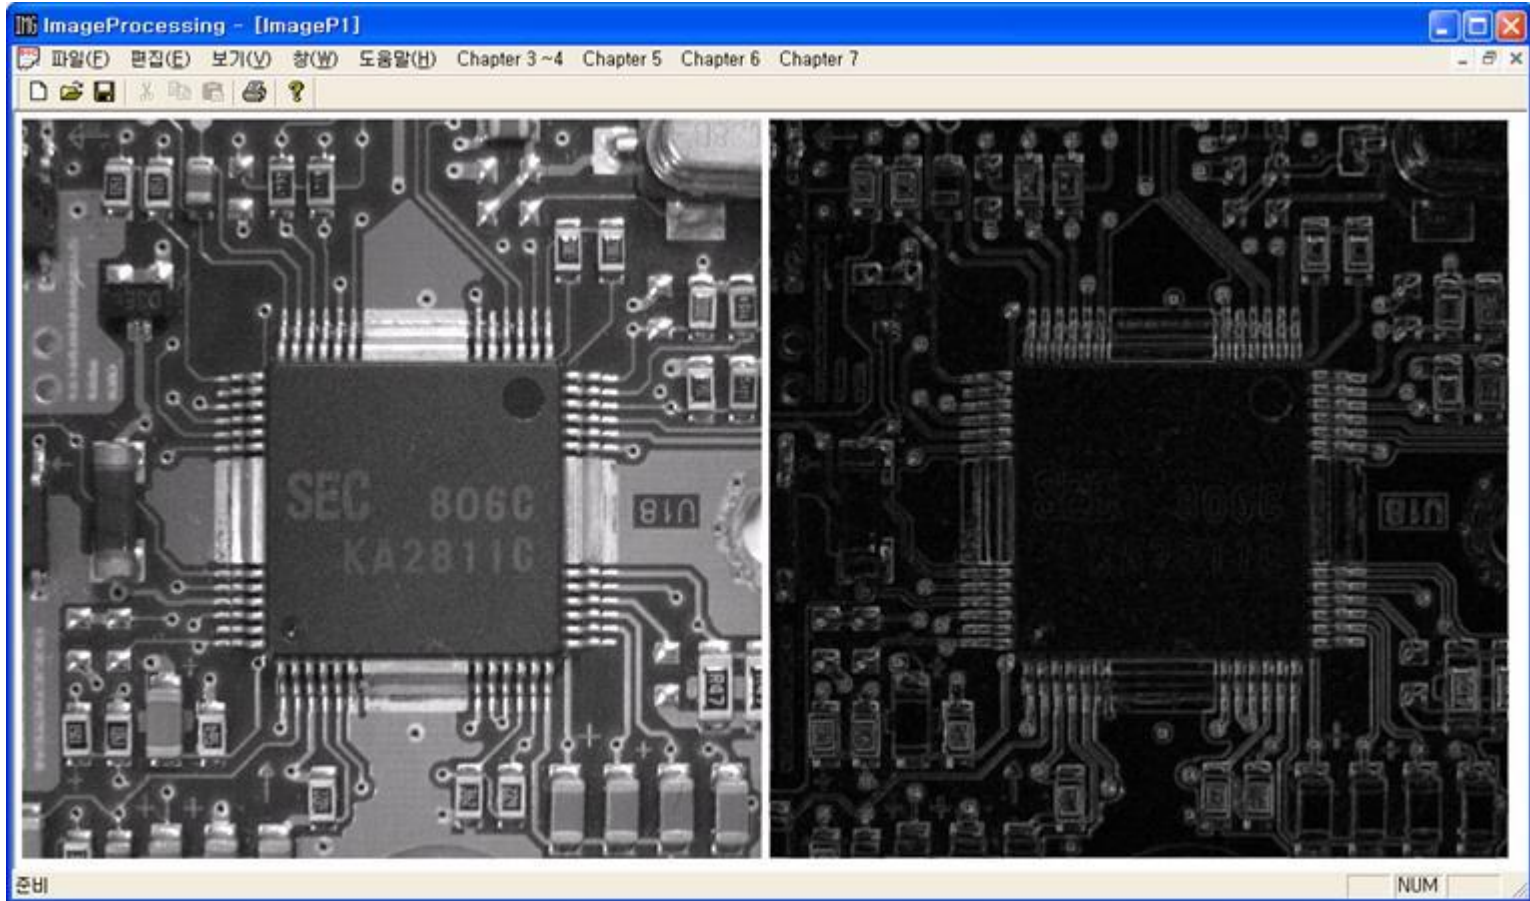 ImageProcessing - [ImageP1]
파일(F) 편집(E) 보기(V) 창(W) 도움말(H) Chapter 3 ~4 Chapter 5 Chapter 6 Chapter 7
SEC 806C
KA2811C
U18
R47
준비 NUM